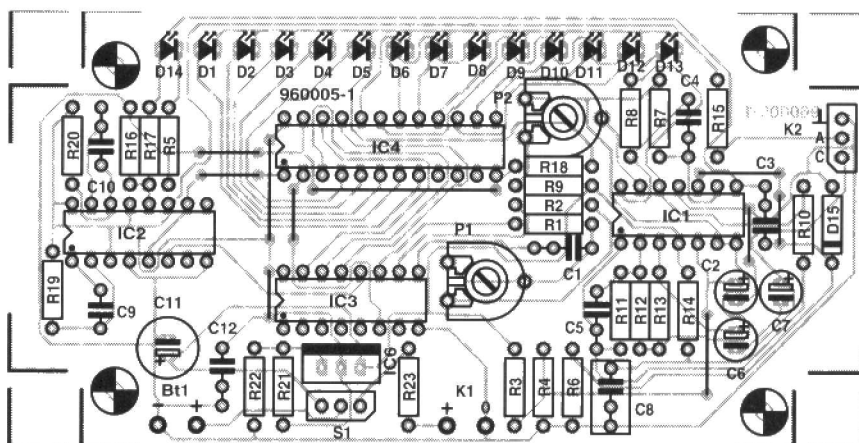 D14 D1 D2 D3 D4 D5 D6 D7 D8 D9 D10 D11 D12 D13
960005-1
P2
C4
R20 R16 R17 R5
IC4
R8 R7 R15
K2
L
A
C
C10
R18
R9
R2
R1
C3
IC2
IC1
R10 D15
P1
C1
R19
IC3
C2
C9
C11
C12
C5
R11 R12 R13 R14
C7
C6
Bt1
R22 R21
IC6
R23
K1
R3 R4 R6
C8
S1
- +
+ 0